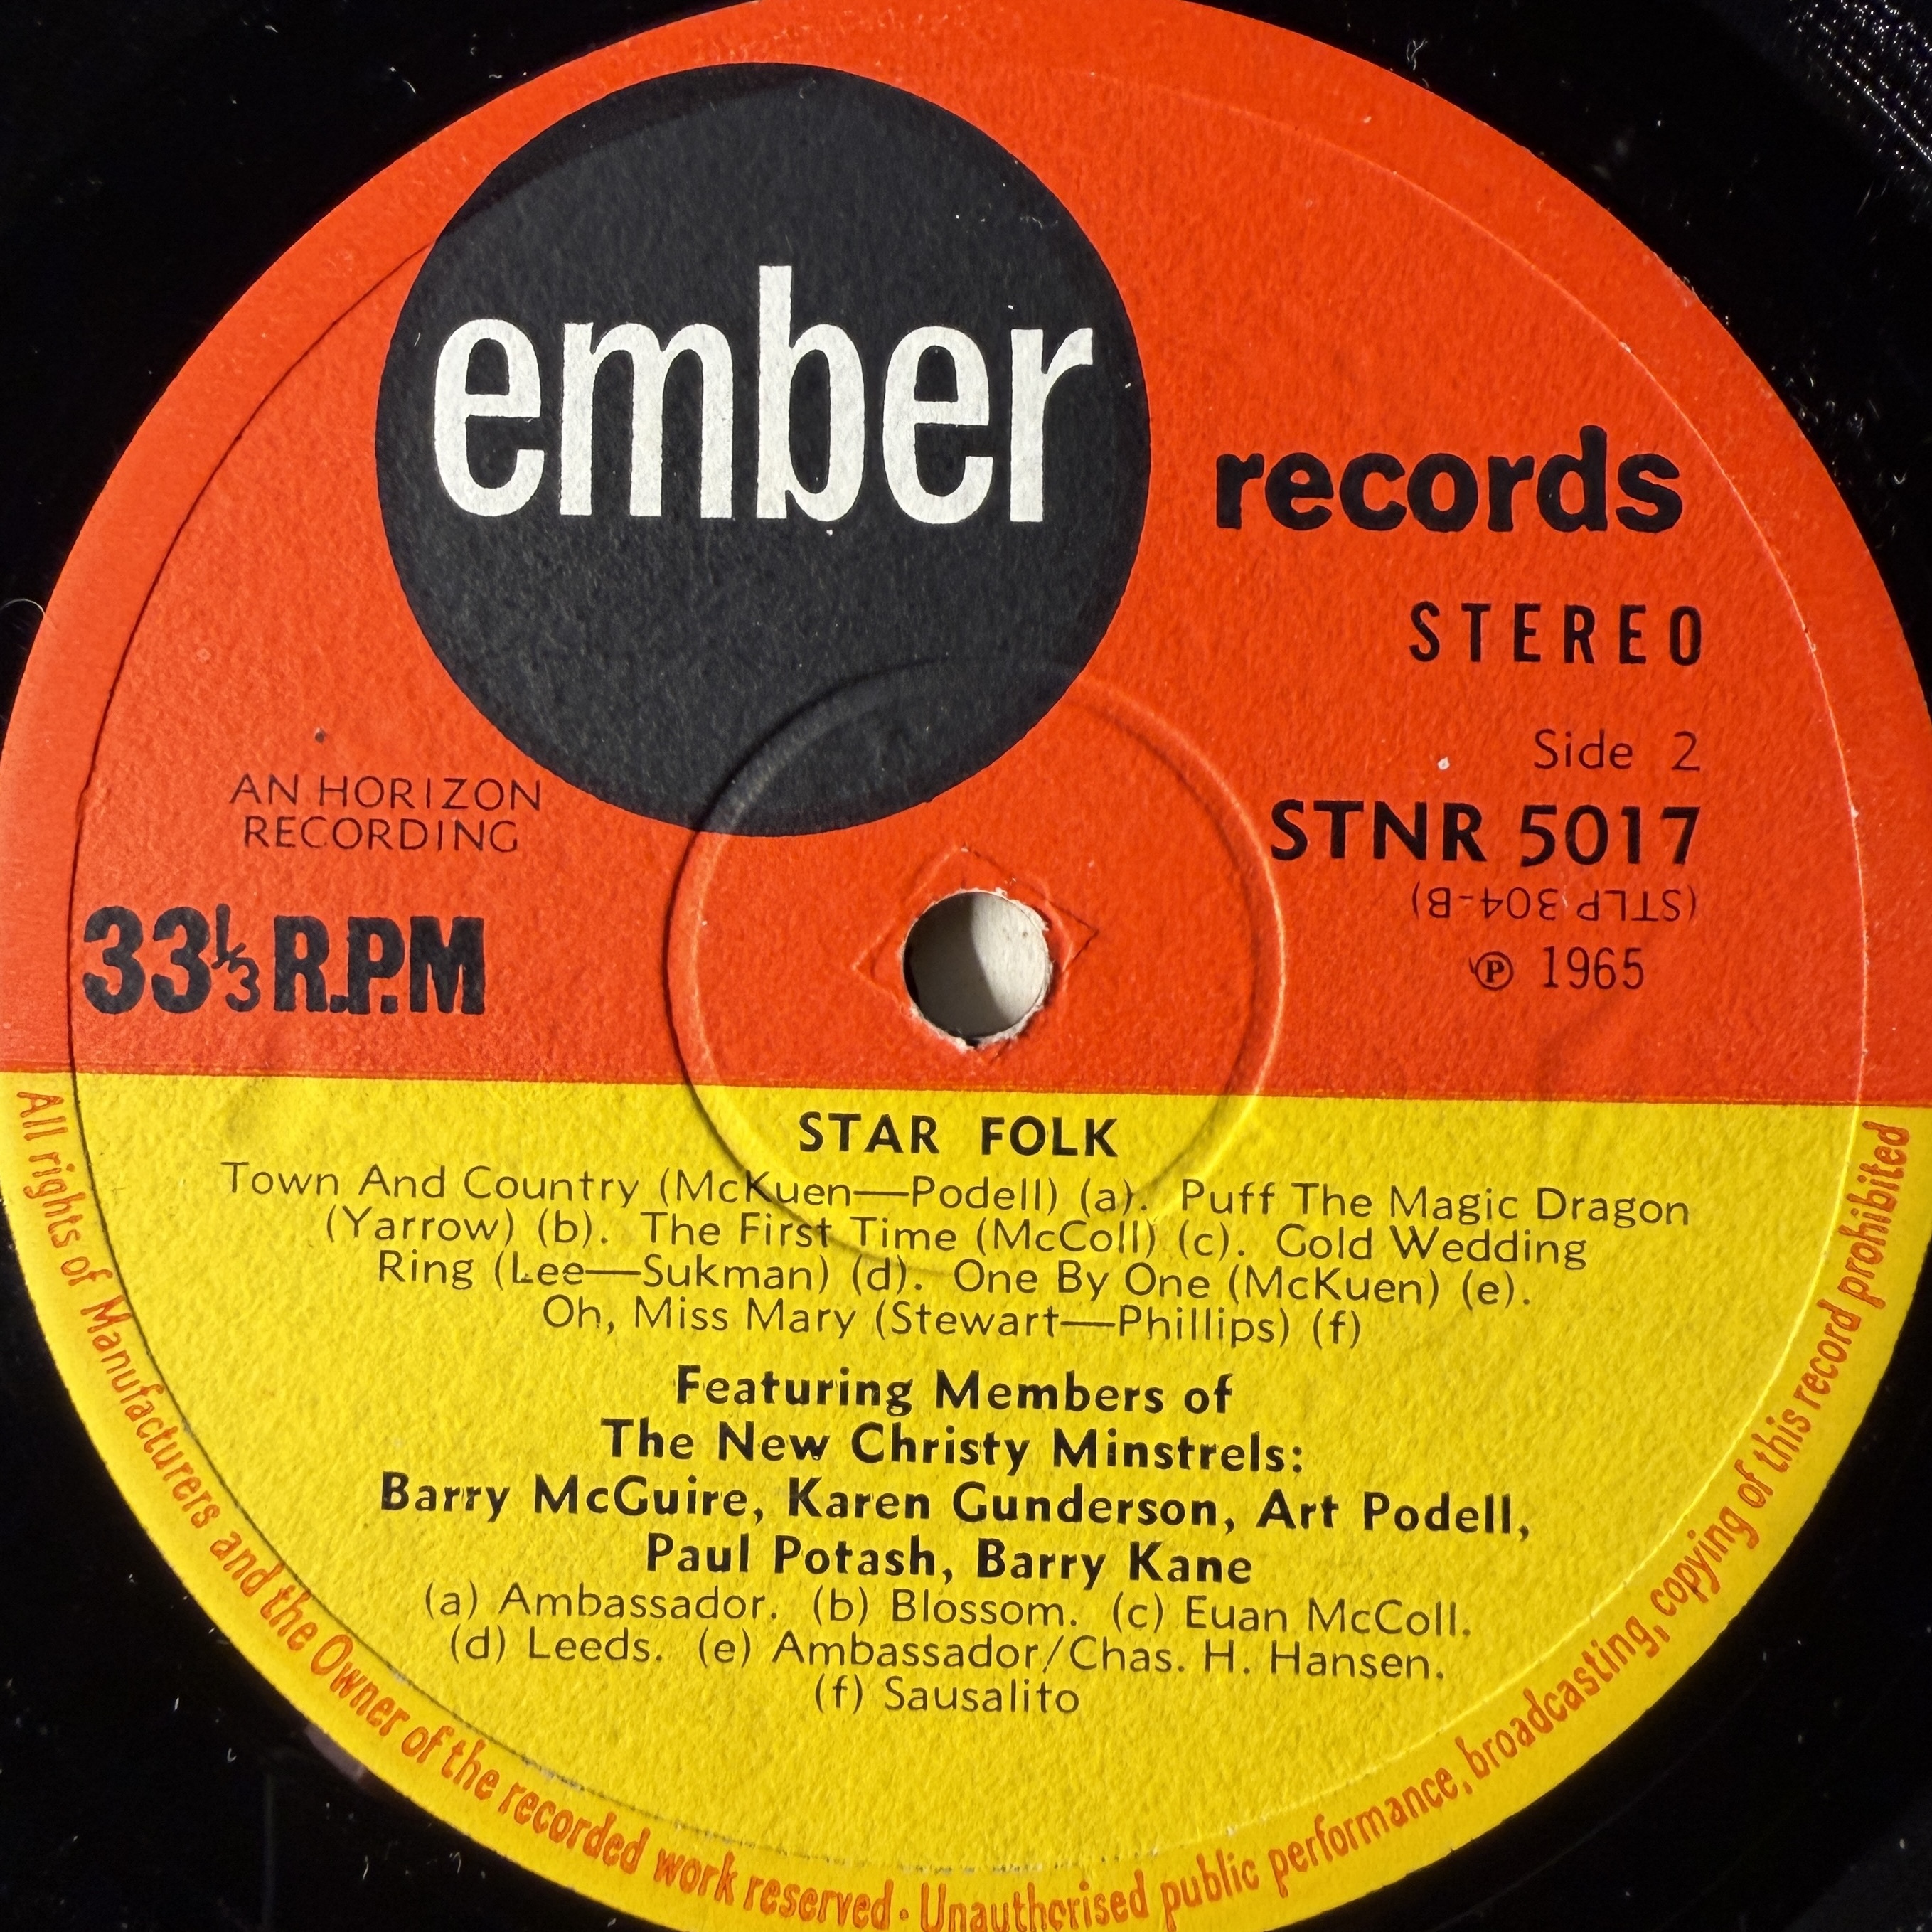 ember
records
STEREO
Side 2
AN HORIZON
RECORDING
STNR 5017
(STLP 304-B)
33⅓ R.P.M
℗ 1965
STAR FOLK
Town And Country (McKuen—Podell) (a). Puff The Magic Dragon
(Yarrow) (b). The First Time (McColl) (c). Gold Wedding
Ring (Lee—Sukman) (d). One By One (McKuen) (e).
Oh, Miss Mary (Stewart—Phillips) (f)
Featuring Members of
The New Christy Minstrels:
Barry McGuire, Karen Gunderson, Art Podell,
Paul Potash, Barry Kane
(a) Ambassador. (b) Blossom. (c) Euan McColl.
(d) Leeds. (e) Ambassador/Chas. H. Hansen.
(f) Sausalito
All rights of Manufacturers and the Owner of the recorded work reserved · Unauthorised public performance, broadcasting, copying of this record prohibited